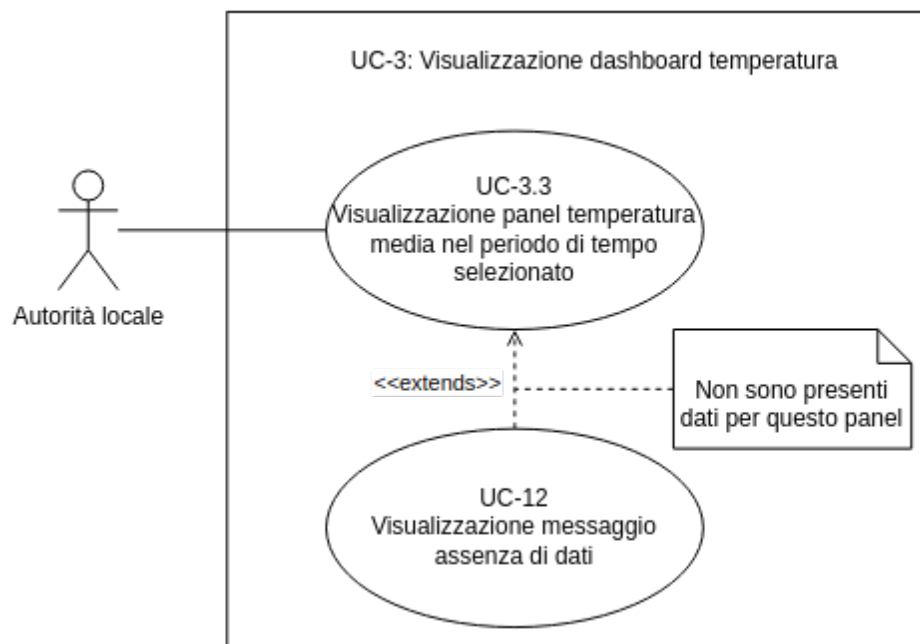 UC-3: Visualizzazione dashboard temperatura
UC-3.3
Visualizzazione panel temperatura
media nel periodo di tempo
selezionato
Autorità locale
<<extends>>
Non sono presenti
dati per questo panel
UC-12
Visualizzazione messaggio
assenza di dati